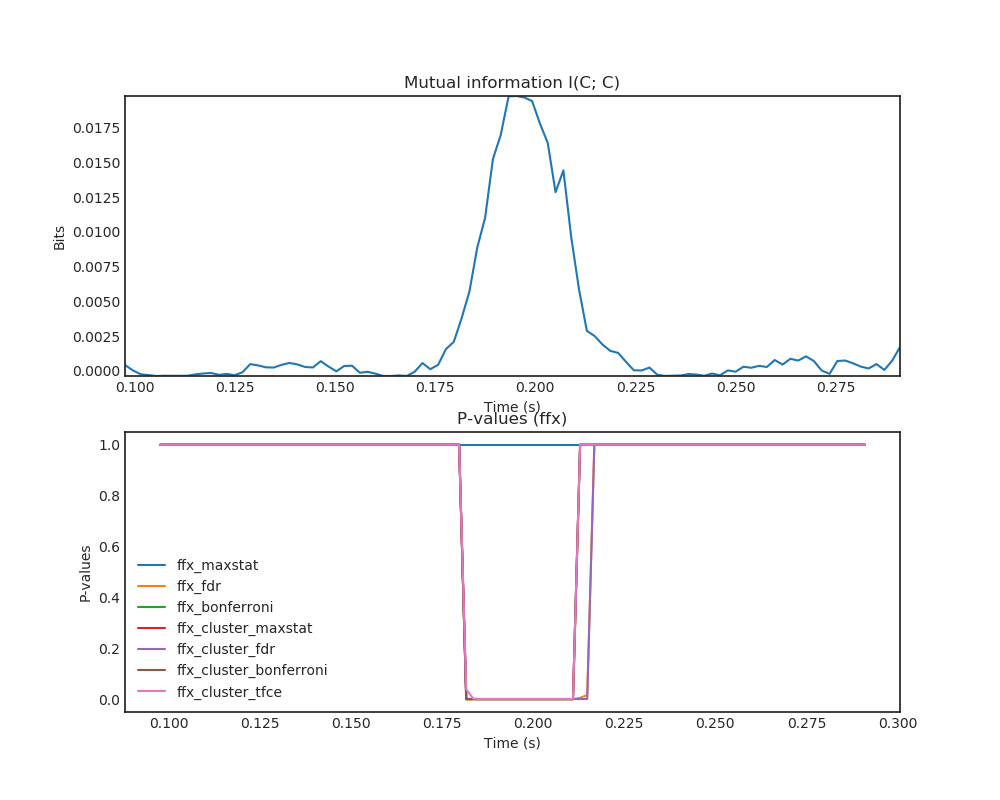 Mutual information I(C; C)
Bits
0.0175
0.0150
0.0125
0.0100
0.0075
0.0050
0.0025
0.0000
0.100 0.125 0.150 0.175 0.200 0.225 0.250 0.275
Time (s)
P-values (ffx)
P-values
1.0
0.8
0.6
0.4
0.2
0.0
ffx_maxstat
ffx_fdr
ffx_bonferroni
ffx_cluster_maxstat
ffx_cluster_fdr
ffx_cluster_bonferroni
ffx_cluster_tfce
0.100 0.125 0.150 0.175 0.200 0.225 0.250 0.275 0.300
Time (s)